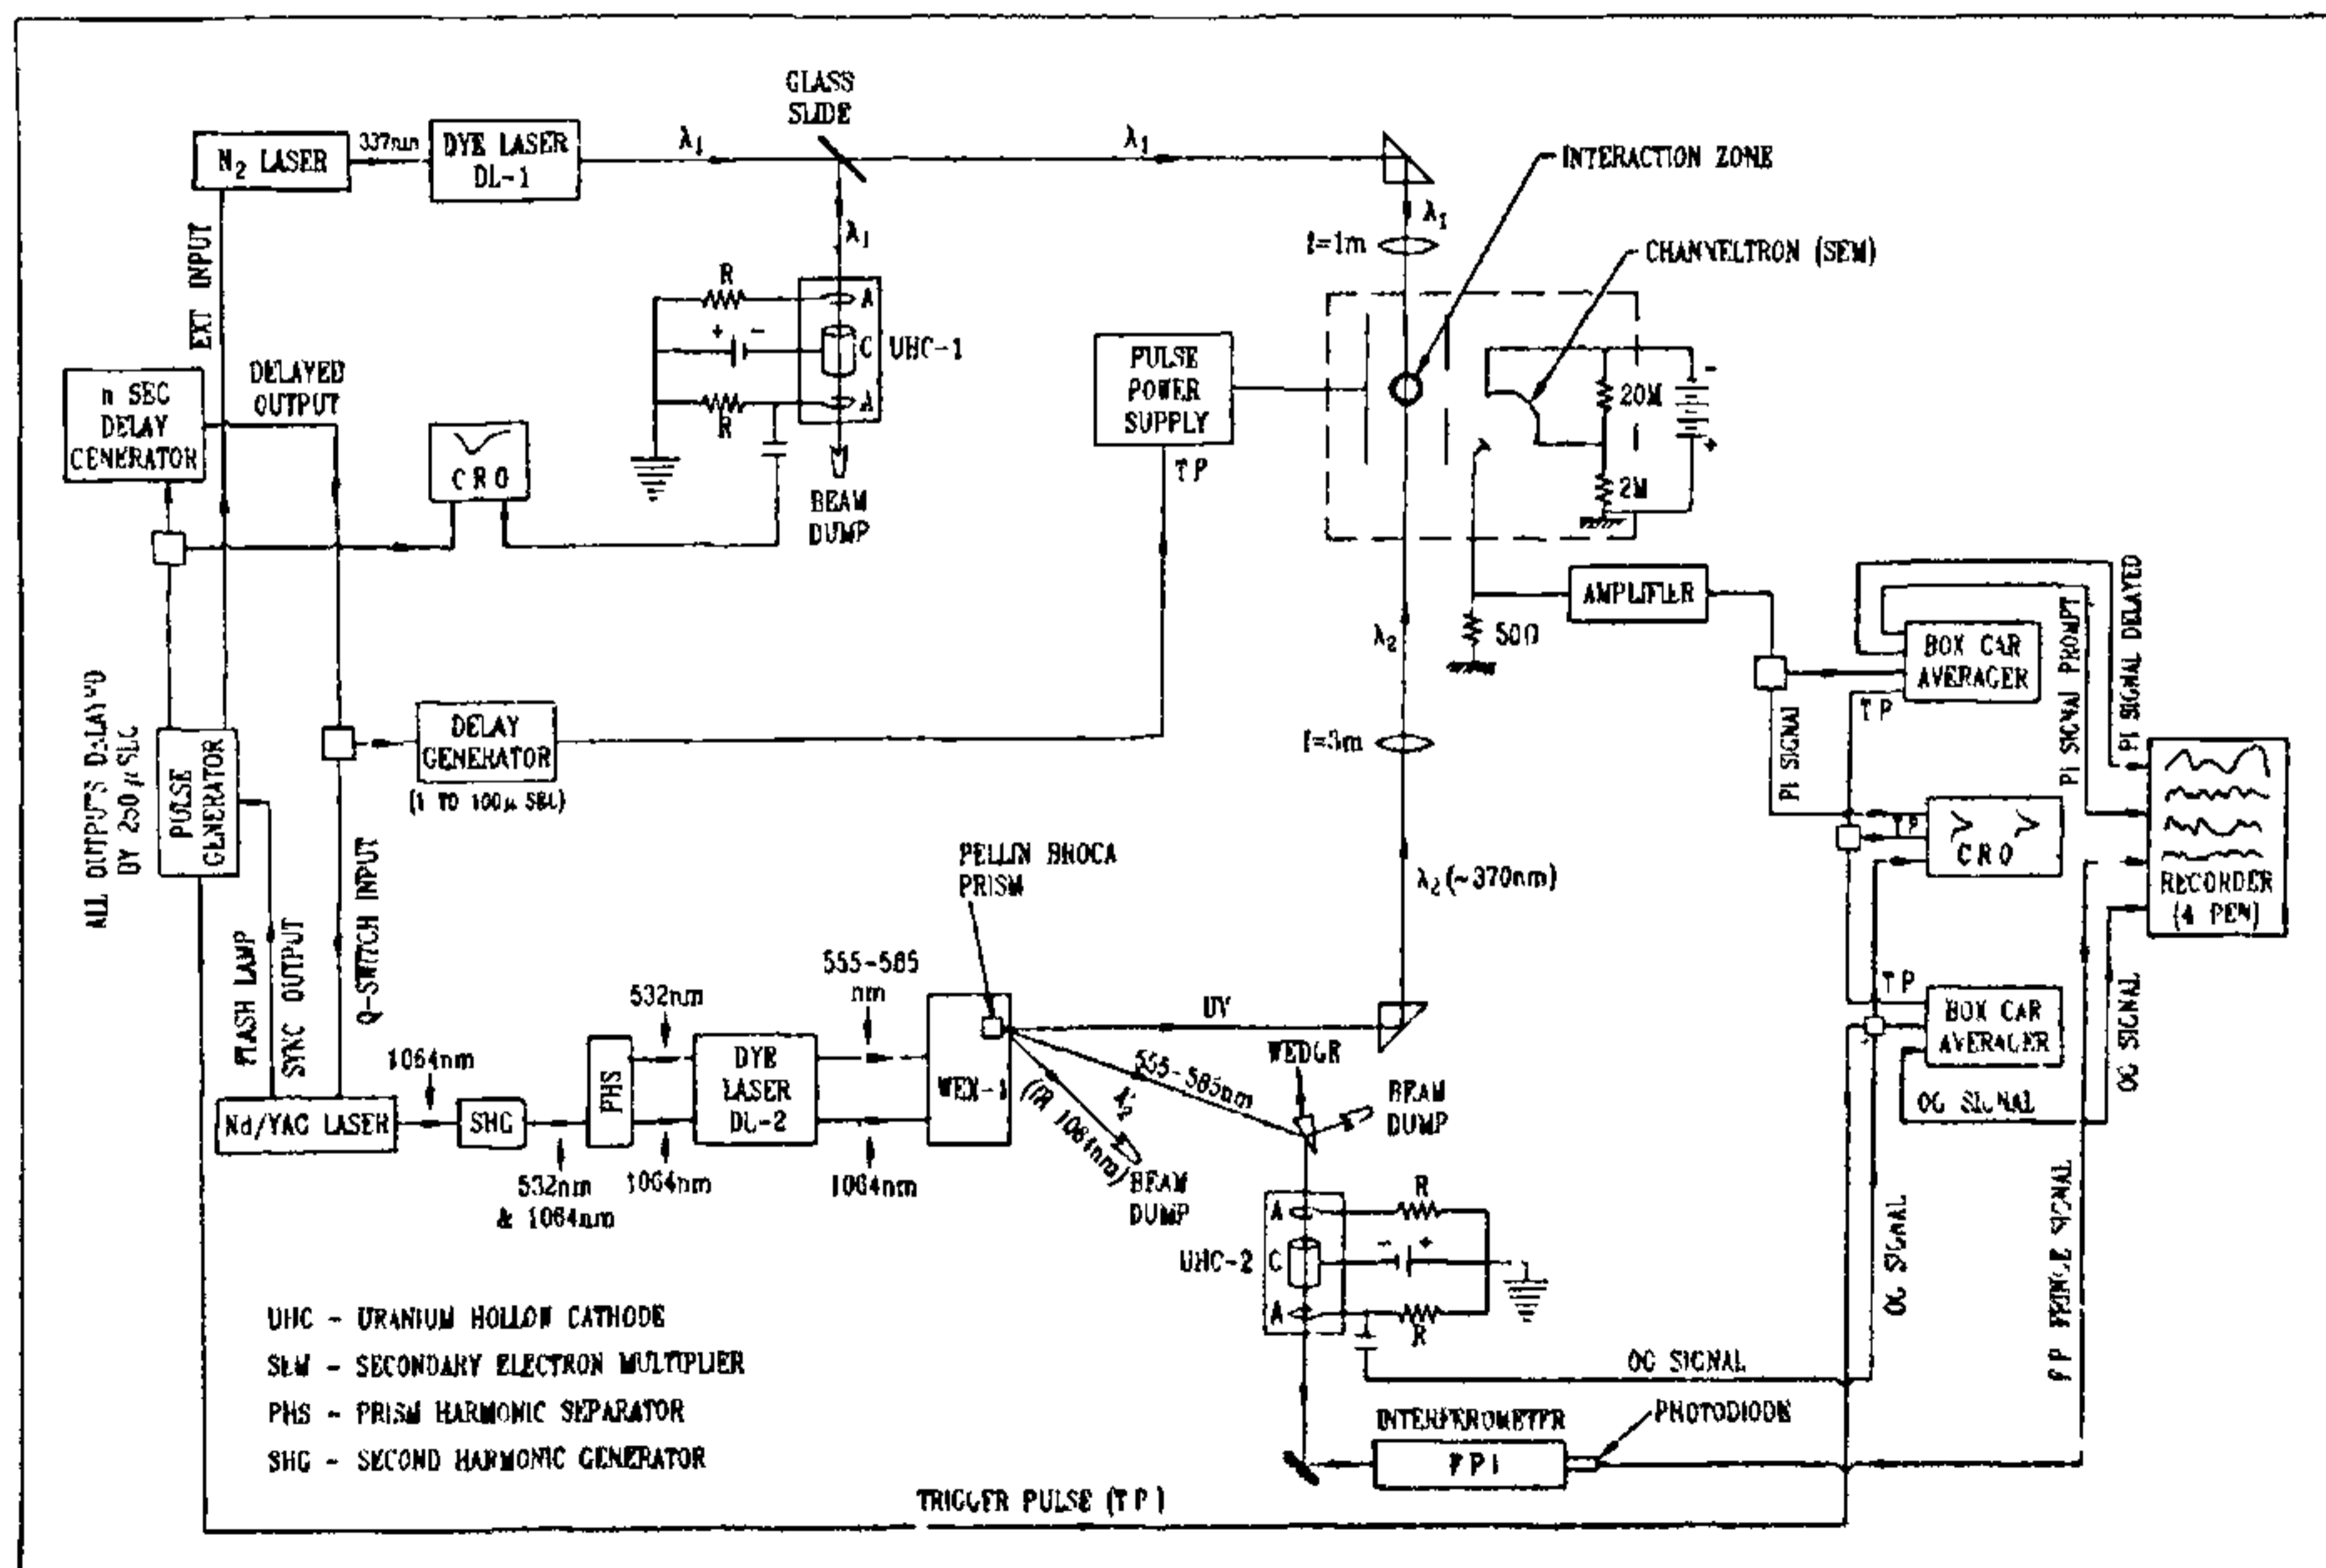 GLASS
SLIDE
N2 LASER
337nm
DYE LASER
DL-1
λ1
λ1
INTERACTION ZONE
λ1
λ1
f=1m
CHANNELTRON (SEM)
EXT INPUT
R
A
+ -
C
UHC-1
R
A
BEAM
DUMP
n SEC
DELAY
GENERATOR
DELAYED
OUTPUT
CRO
PULSE
POWER
SUPPLY
TP
20M
-
+
2M
AMPLIFIER
50Ω
λ2
BOX CAR
AVERAGER
TP
PI SIGNAL PROMPT
PI SIGNAL DELAYED
ALL OUTPUTS DELAYED
BY 250 μSEC
PULSE
GENERATOR
DELAY
GENERATOR
(1 TO 100μ SEC)
f=3m
PI SIGNAL
TP
CRO
RECORDER
(4 PEN)
PELLIN BROCA
PRISM
λ2 (~370nm)
FLASH LAMP
SYNC OUTPUT
Q-SWITCH INPUT
1064nm
Nd/YAG LASER
SHG
532nm
& 1064nm
PHS
532nm
1064nm
DYE
LASER
DL-2
555-585
nm
1064nm
WEX-1
UV
WEDGE
555-585nm
λ2
(IR 1064nm)
BEAM
DUMP
BEAM
DUMP
TP
BOX CAR
AVERAGER
OG SIGNAL
OG SIGNAL
OG SIGNAL
FP FRINGE SIGNAL
R
A
UHC-2
C
- +
A
R
OG SIGNAL
UHC - URANIUM HOLLOW CATHODE
SEM - SECONDARY ELECTRON MULTIPLIER
PHS - PRISM HARMONIC SEPARATOR
SHG - SECOND HARMONIC GENERATOR
INTERFEROMETER
FPI
PHOTODIODE
TRIGGER PULSE (TP)